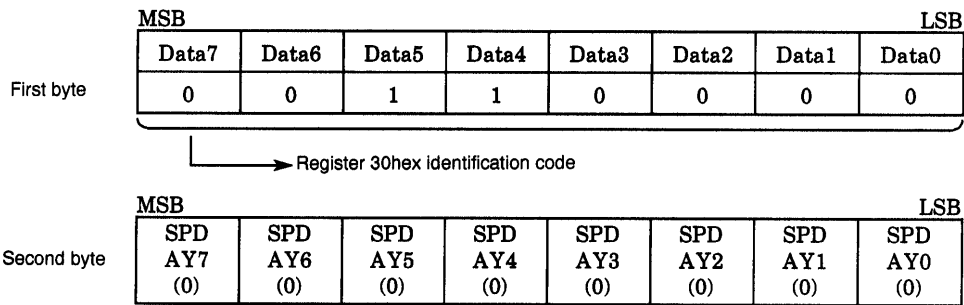 MSB LSB
Data7 Data6 Data5 Data4 Data3 Data2 Data1 Data0
First byte 0 0 1 1 0 0 0 0
Register 30hex identification code
MSB LSB
SPD SPD SPD SPD SPD SPD SPD SPD
Second byte AY7 AY6 AY5 AY4 AY3 AY2 AY1 AY0
(0) (0) (0) (0) (0) (0) (0) (0)